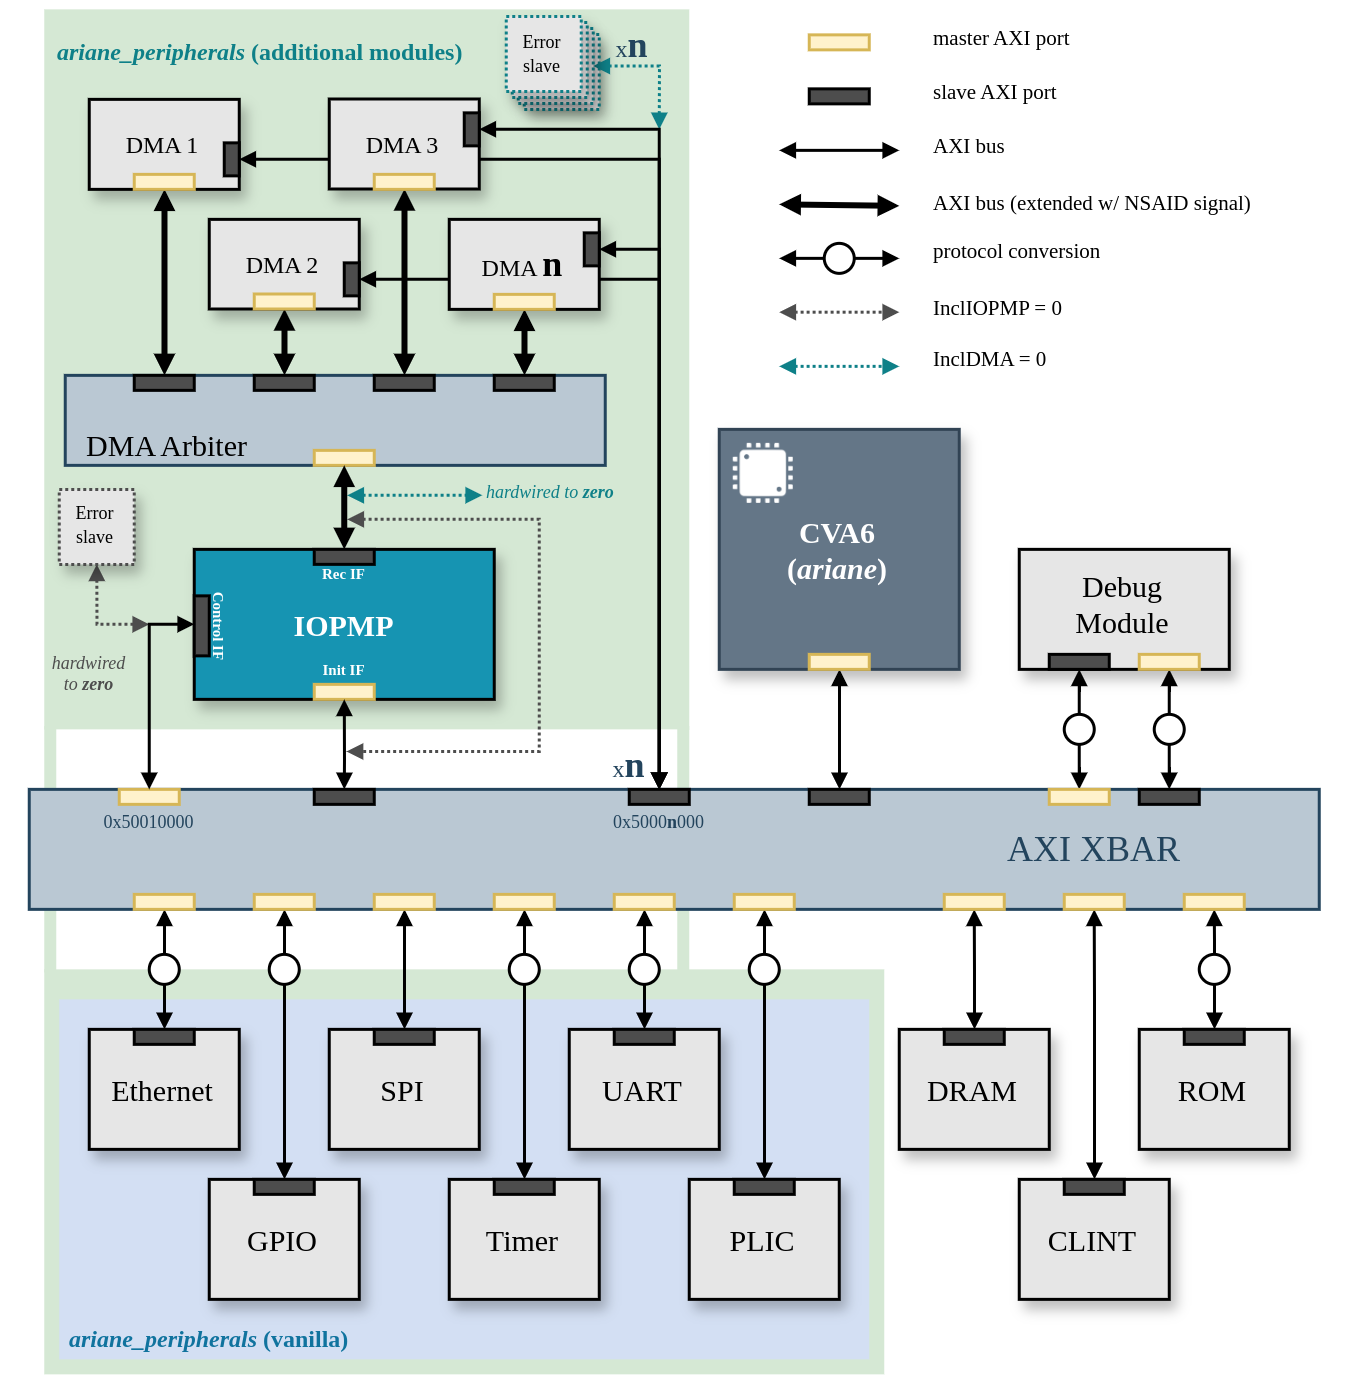 ariane_peripherals (additional modules)
Error
slave
xn
master AXI port
slave AXI port
AXI bus
AXI bus (extended w/ NSAID signal)
protocol conversion
InclIOPMP = 0
InclDMA = 0
DMA 1
DMA 3
DMA 2
DMA n
DMA Arbiter
hardwired to zero
Error
slave
Rec IF
Control IF
IOPMP
Init IF
hardwired
to zero
CVA6
(ariane)
Debug
Module
xn
0x50010000
0x5000n000
AXI XBAR
Ethernet
SPI
UART
DRAM
ROM
GPIO
Timer
PLIC
CLINT
ariane_peripherals (vanilla)